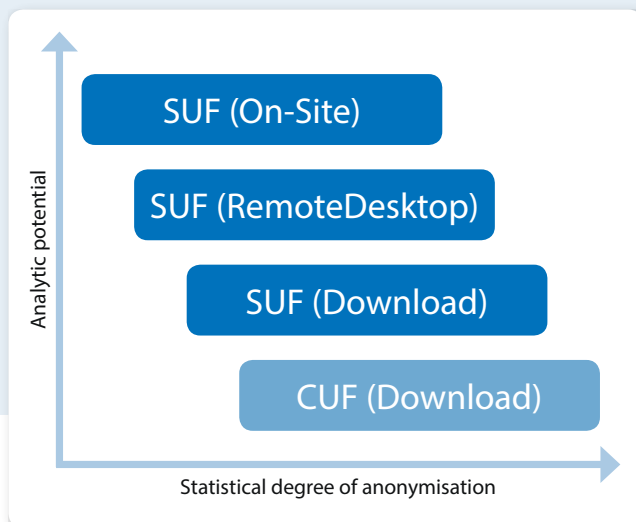 SUF (On-Site)
SUF (RemoteDesktop)
SUF (Download)
CUF (Download)
Analytic potential
Statistical degree of anonymisation